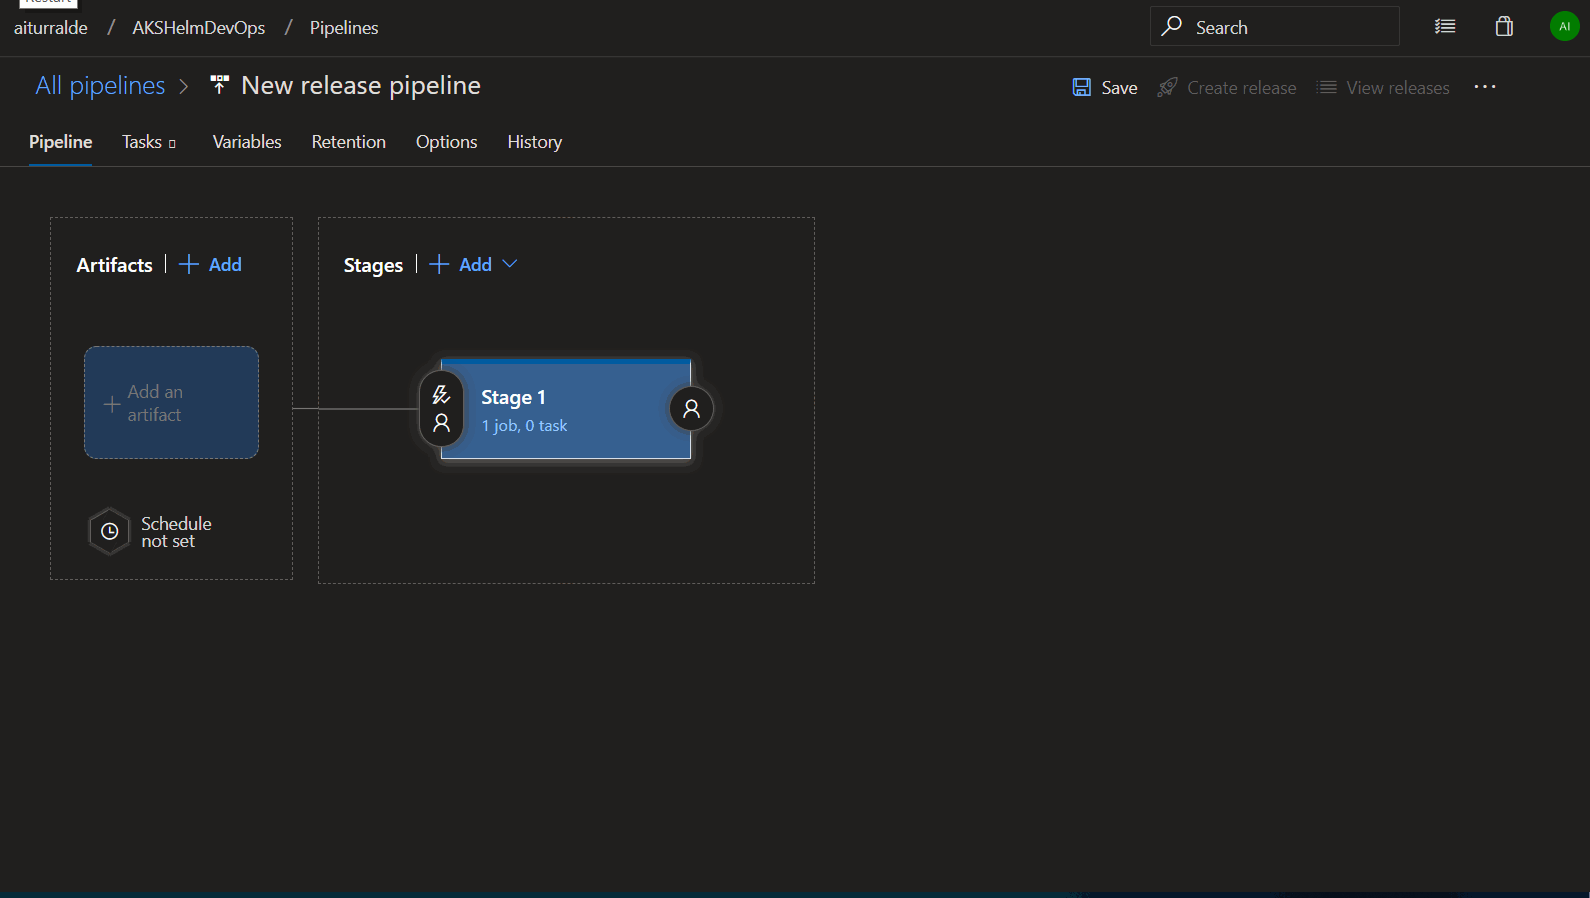 Restart
aiturralde / AKSHelmDevOps / Pipelines
Search
AI
All pipelines > New release pipeline
Save Create release View releases ...
Pipeline Tasks Variables Retention Options History
Artifacts | + Add
Stages | + Add
+ Add an
artifact
Stage 1
1 job, 0 task
Schedule
not set